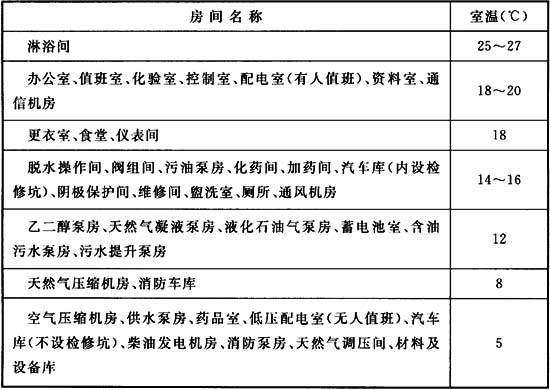 房间名称 室温(℃)
淋浴间 25～27
办公室、值班室、化验室、控制室、配电室(有人值班)、资料室、通
信机房 18～20
更衣室、食堂、仪表间 18
脱水操作间、阀组间、污油泵房、化药间、加药间、汽车库(内设检
修坑)、阴极保护间、维修间、盥洗室、厕所、通风机房 14～16
乙二醇泵房、天然气凝液泵房、液化石油气泵房、蓄电池室、含油
污水泵房、污水提升泵房 12
天然气压缩机房、消防车库 8
空气压缩机房、供水泵房、药品室、低压配电室(无人值班)、汽车
库(不设检修坑)、柴油发电机房、消防泵房、天然气调压间、材料及
设备库 5